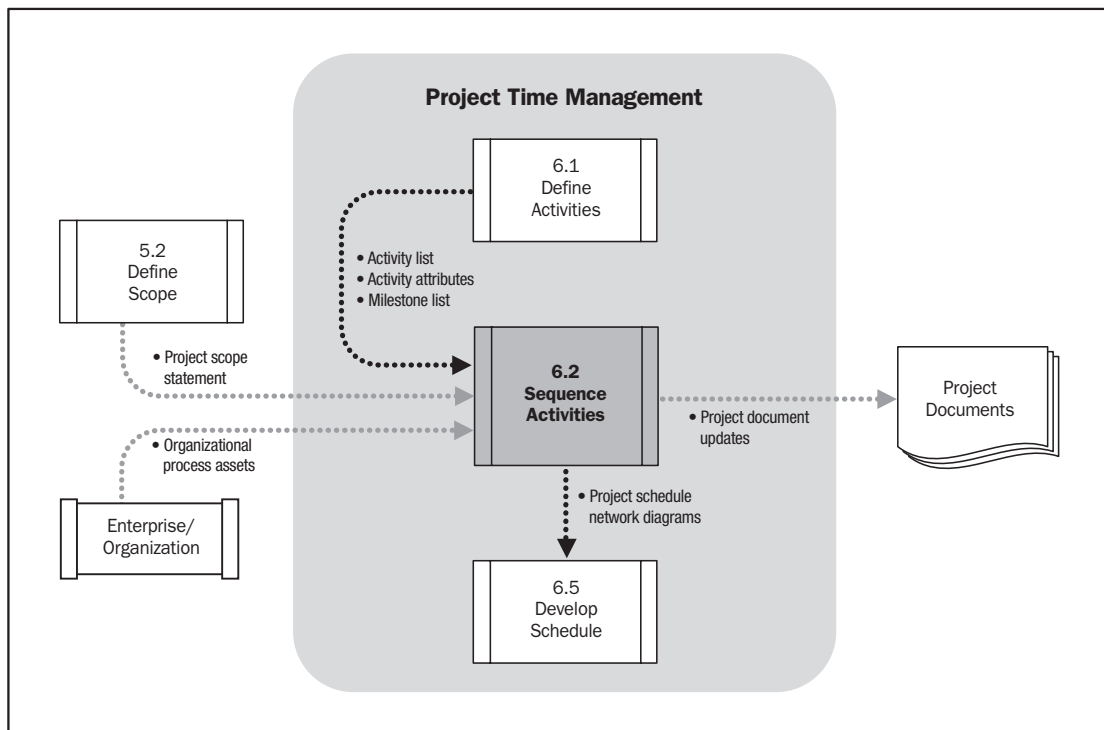 Project Time Management
6.1
Define
Activities
5.2
Define
Scope
• Activity list
• Activity attributes
• Milestone list
• Project scope
statement
6.2
Sequence
Activities
Project
Documents
• Project document
updates
• Organizational
process assets
Enterprise/
Organization
• Project schedule
network diagrams
6.5
Develop
Schedule